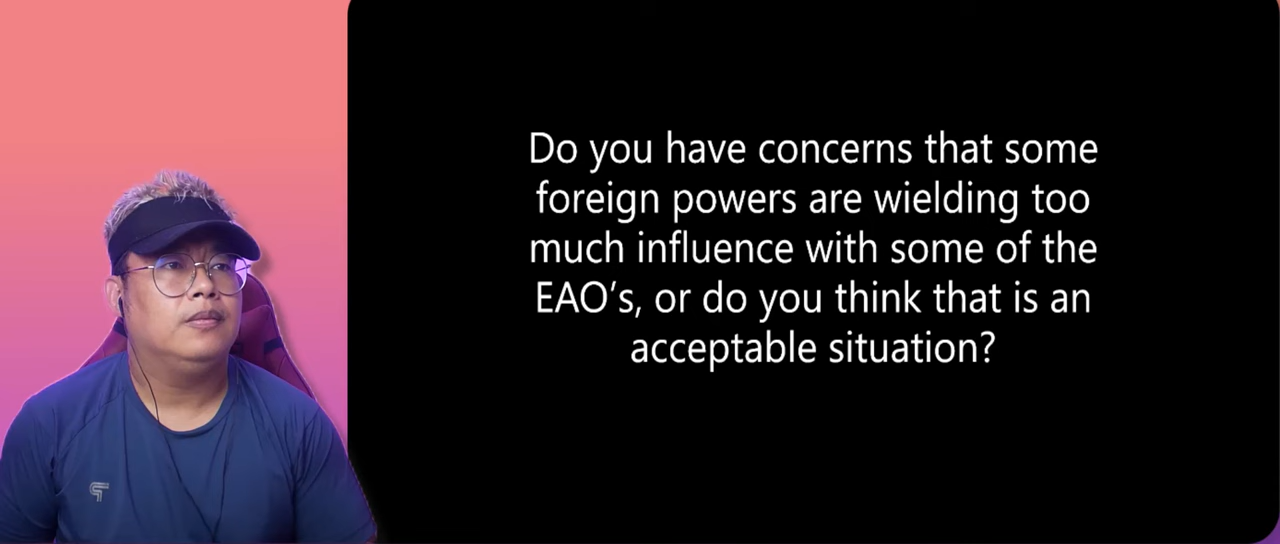 Do you have concerns that some
foreign powers are wielding too
much influence with some of the
EAO's, or do you think that is an
acceptable situation?